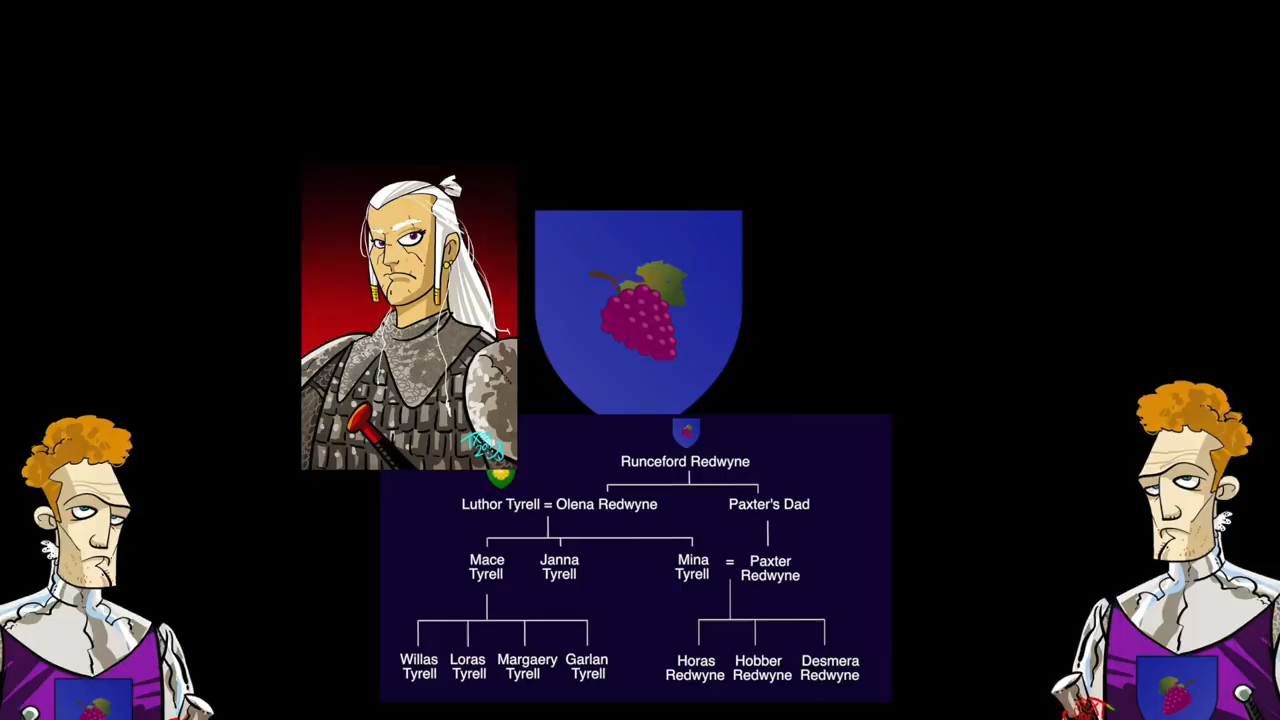 Runceford Redwyne
Luthor Tyrell = Olena Redwyne
Paxter's Dad
Mace
Tyrell
Janna
Tyrell
Mina
Tyrell
=
Paxter
Redwyne
Willas
Tyrell
Loras
Tyrell
Margaery
Tyrell
Garlan
Tyrell
Horas
Redwyne
Hobber
Redwyne
Desmera
Redwyne